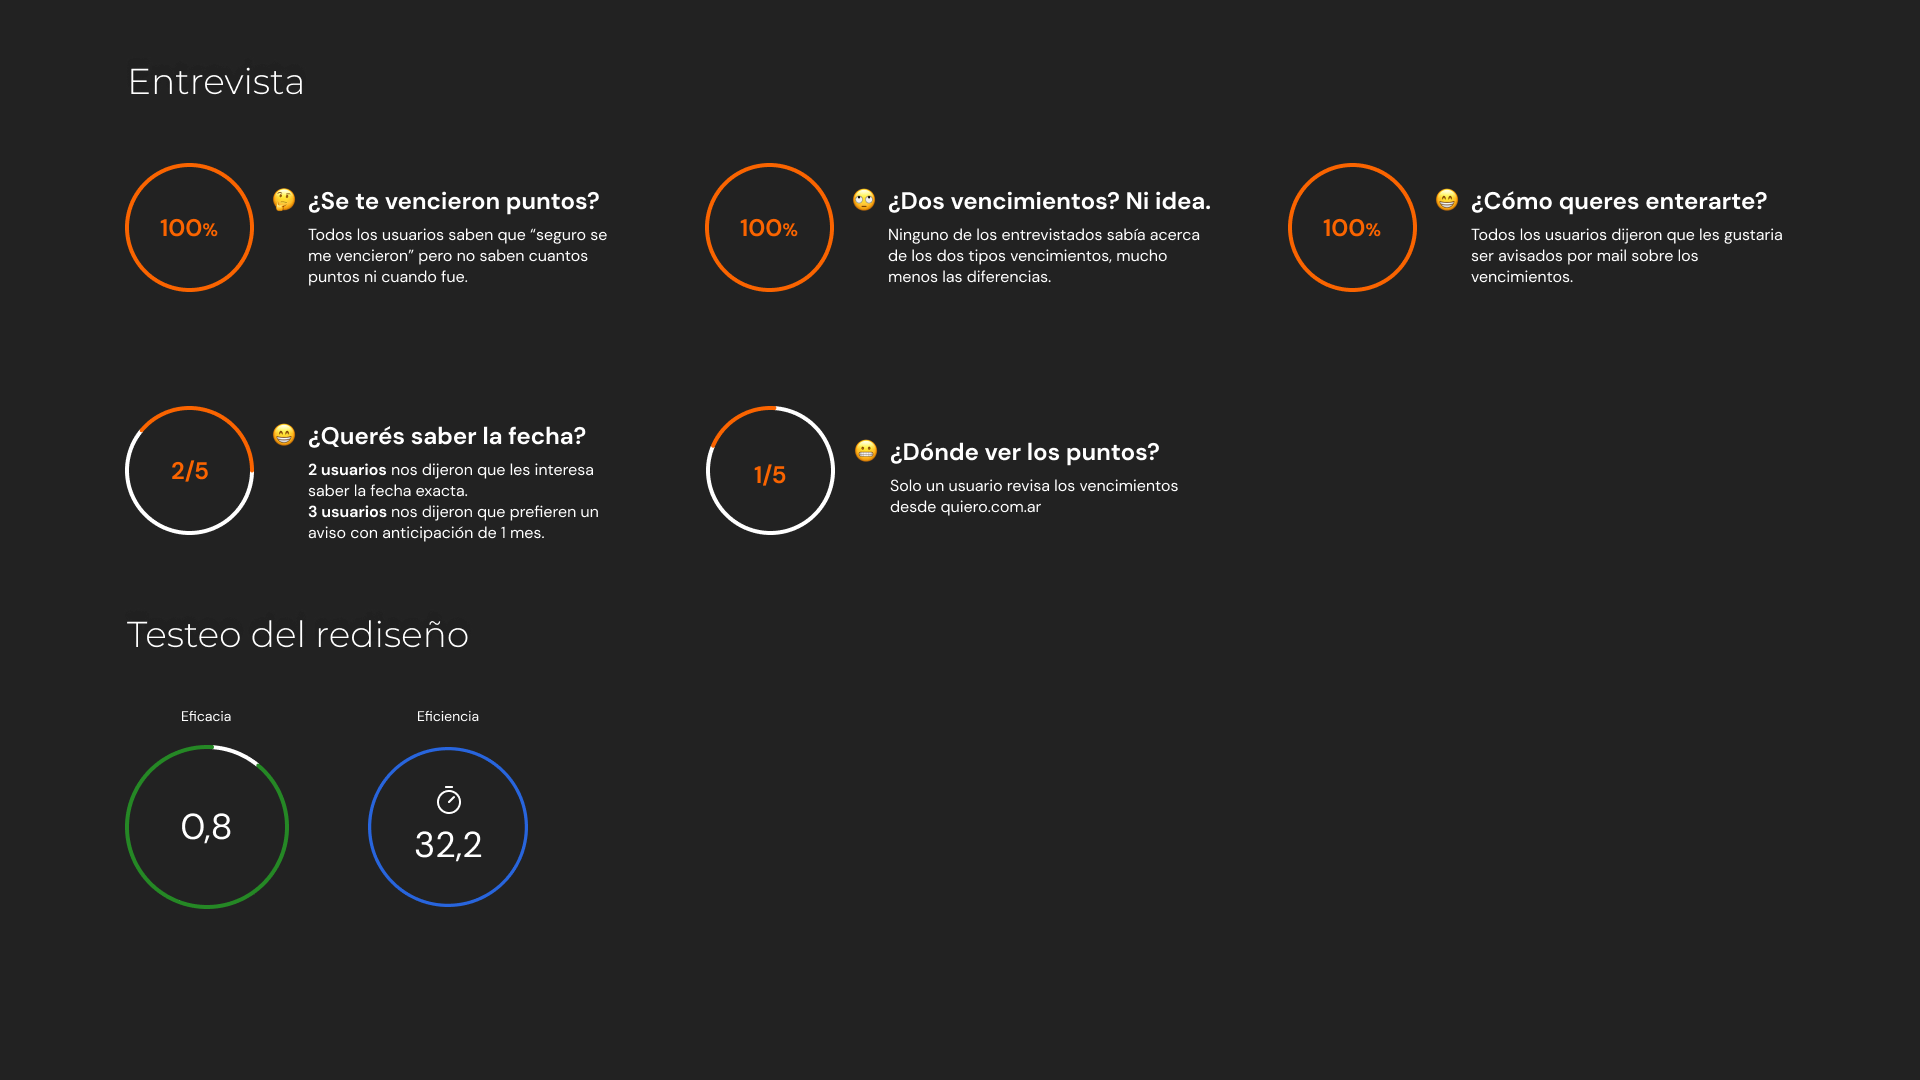 Entrevista
100%
🤔 ¿Se te vencieron puntos?
Todos los usuarios saben que “seguro se
me vencieron” pero no saben cuantos
puntos ni cuando fue.
100%
🙄 ¿Dos vencimientos? Ni idea.
Ninguno de los entrevistados sabía acerca
de los dos tipos vencimientos, mucho
menos las diferencias.
100%
😁 ¿Cómo queres enterarte?
Todos los usuarios dijeron que les gustaria
ser avisados por mail sobre los
vencimientos.
2/5
😁 ¿Querés saber la fecha?
2 usuarios nos dijeron que les interesa
saber la fecha exacta.
3 usuarios nos dijeron que prefieren un
aviso con anticipación de 1 mes.
1/5
😬 ¿Dónde ver los puntos?
Solo un usuario revisa los vencimientos
desde quiero.com.ar
Testeo del rediseño
Eficacia
0,8
Eficiencia
32,2